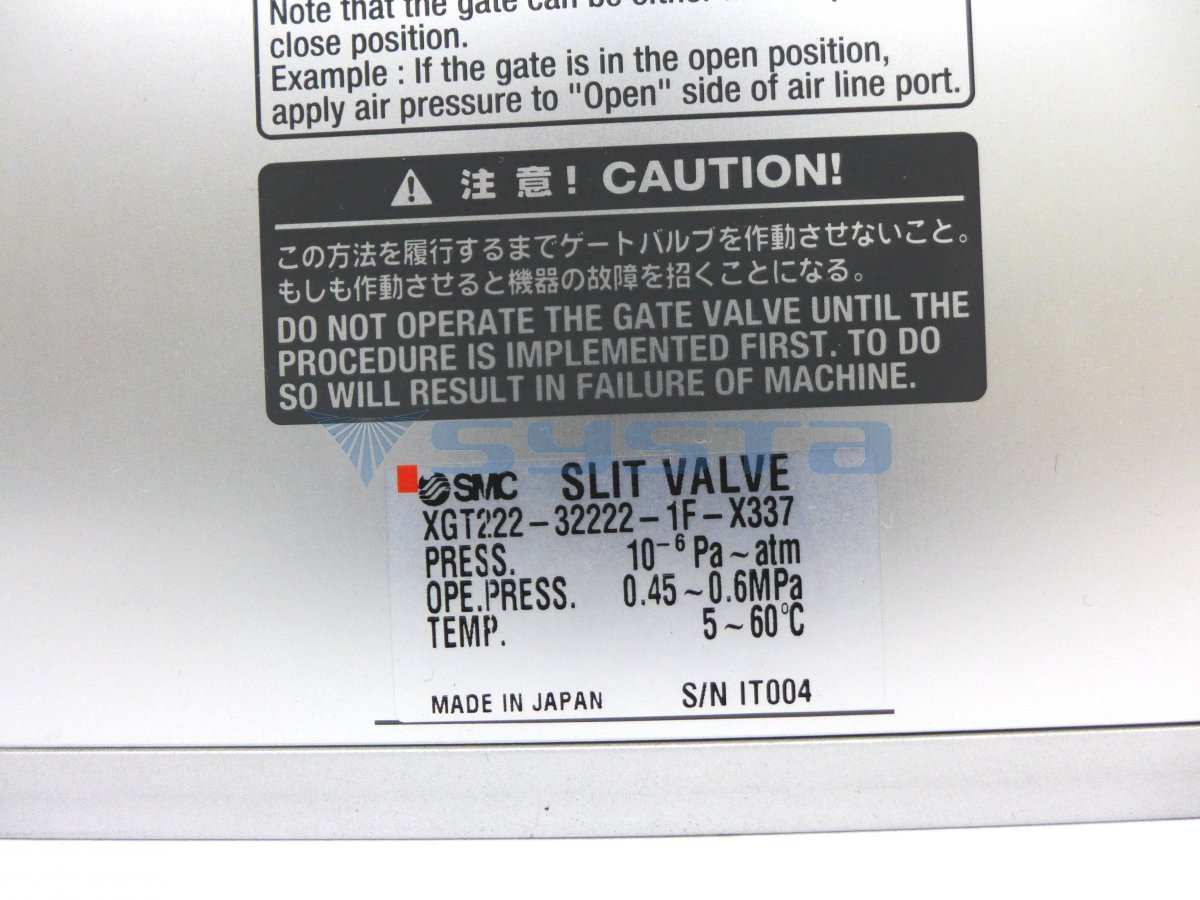 Note that the gate can be
close position.
Example : If the gate is in the open position,
apply air pressure to "Open" side of air line port.
注意! CAUTION!
この方法を履行するまでゲートバルブを作動させないこと。
もしも作動させると機器の故障を招くことになる。
DO NOT OPERATE THE GATE VALVE UNTIL THE
PROCEDURE IS IMPLEMENTED FIRST. TO DO
SO WILL RESULT IN FAILURE OF MACHINE.
systa
SMC SLIT VALVE
XGT222-32222-1F-X337
PRESS. 10⁻⁶ Pa~atm
OPE.PRESS. 0.45~0.6MPa
TEMP. 5~60℃
MADE IN JAPAN S/N IT004